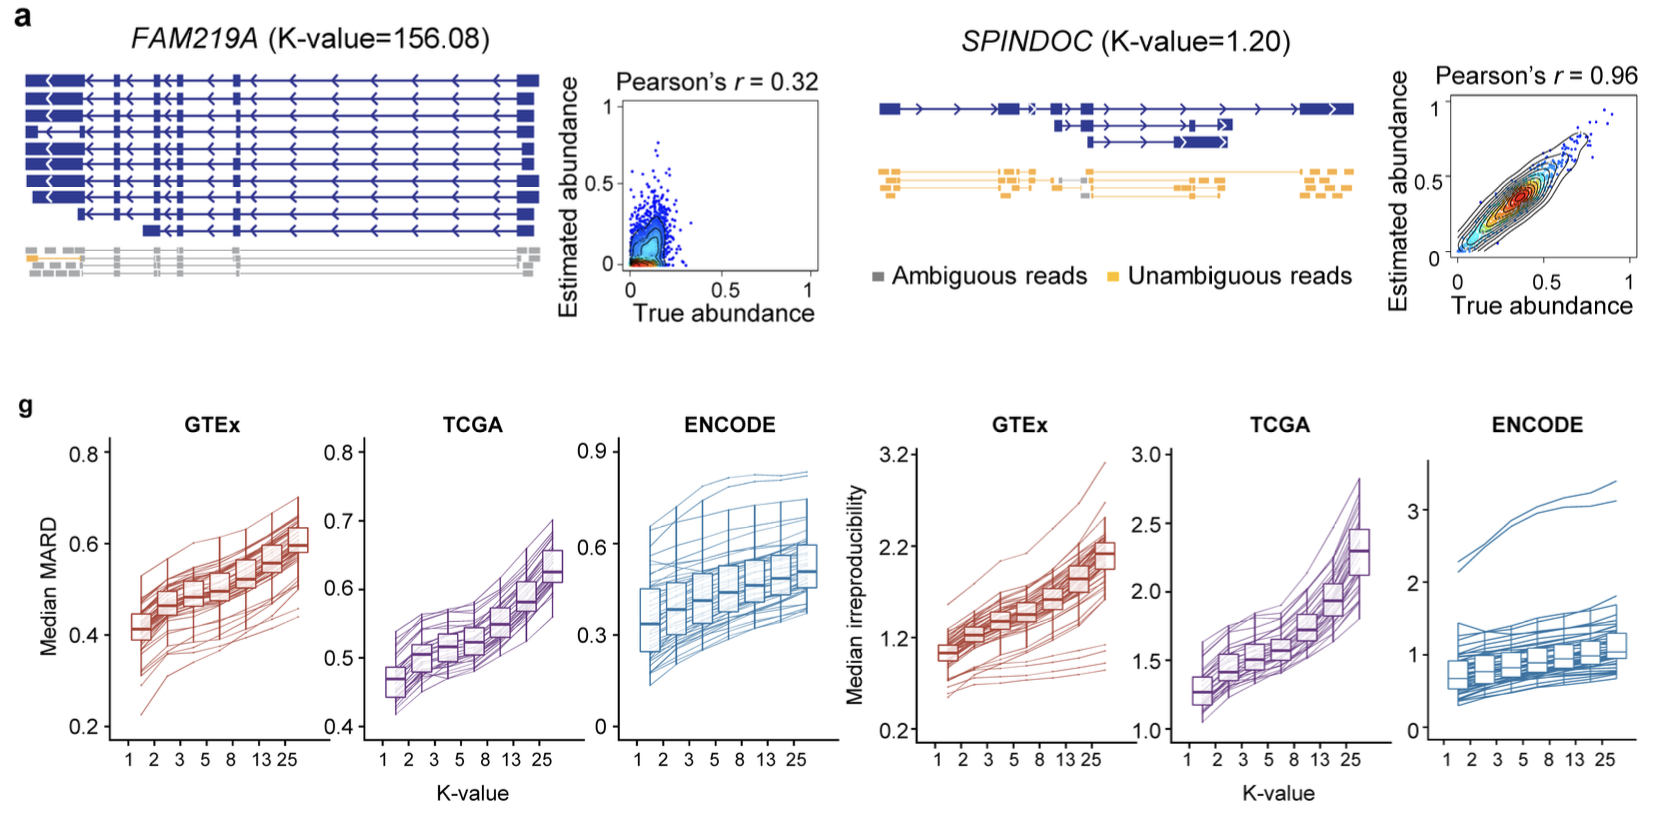 a
FAM219A (K-value=156.08)
Pearson's r = 0.32
Estimated abundance
1
0.5
0
0 0.5 1
True abundance
SPINDOC (K-value=1.20)
Ambiguous reads Unambiguous reads
Pearson's r = 0.96
Estimated abundance
1
0.5
0
0 0.5 1
True abundance
g
GTEx
Median MARD
0.8
0.6
0.4
0.2
1 2 3 5 8 13 25
TCGA
0.8
0.7
0.6
0.5
0.4
1 2 3 5 8 13 25
K-value
ENCODE
0.9
0.6
0.3
0
1 2 3 5 8 13 25
GTEx
Median irreproducibility
3.2
2.2
1.2
0.2
1 2 3 5 8 13 25
TCGA
3.0
2.5
2.0
1.5
1.0
1 2 3 5 8 13 25
K-value
ENCODE
3
2
1
0
1 2 3 5 8 13 25